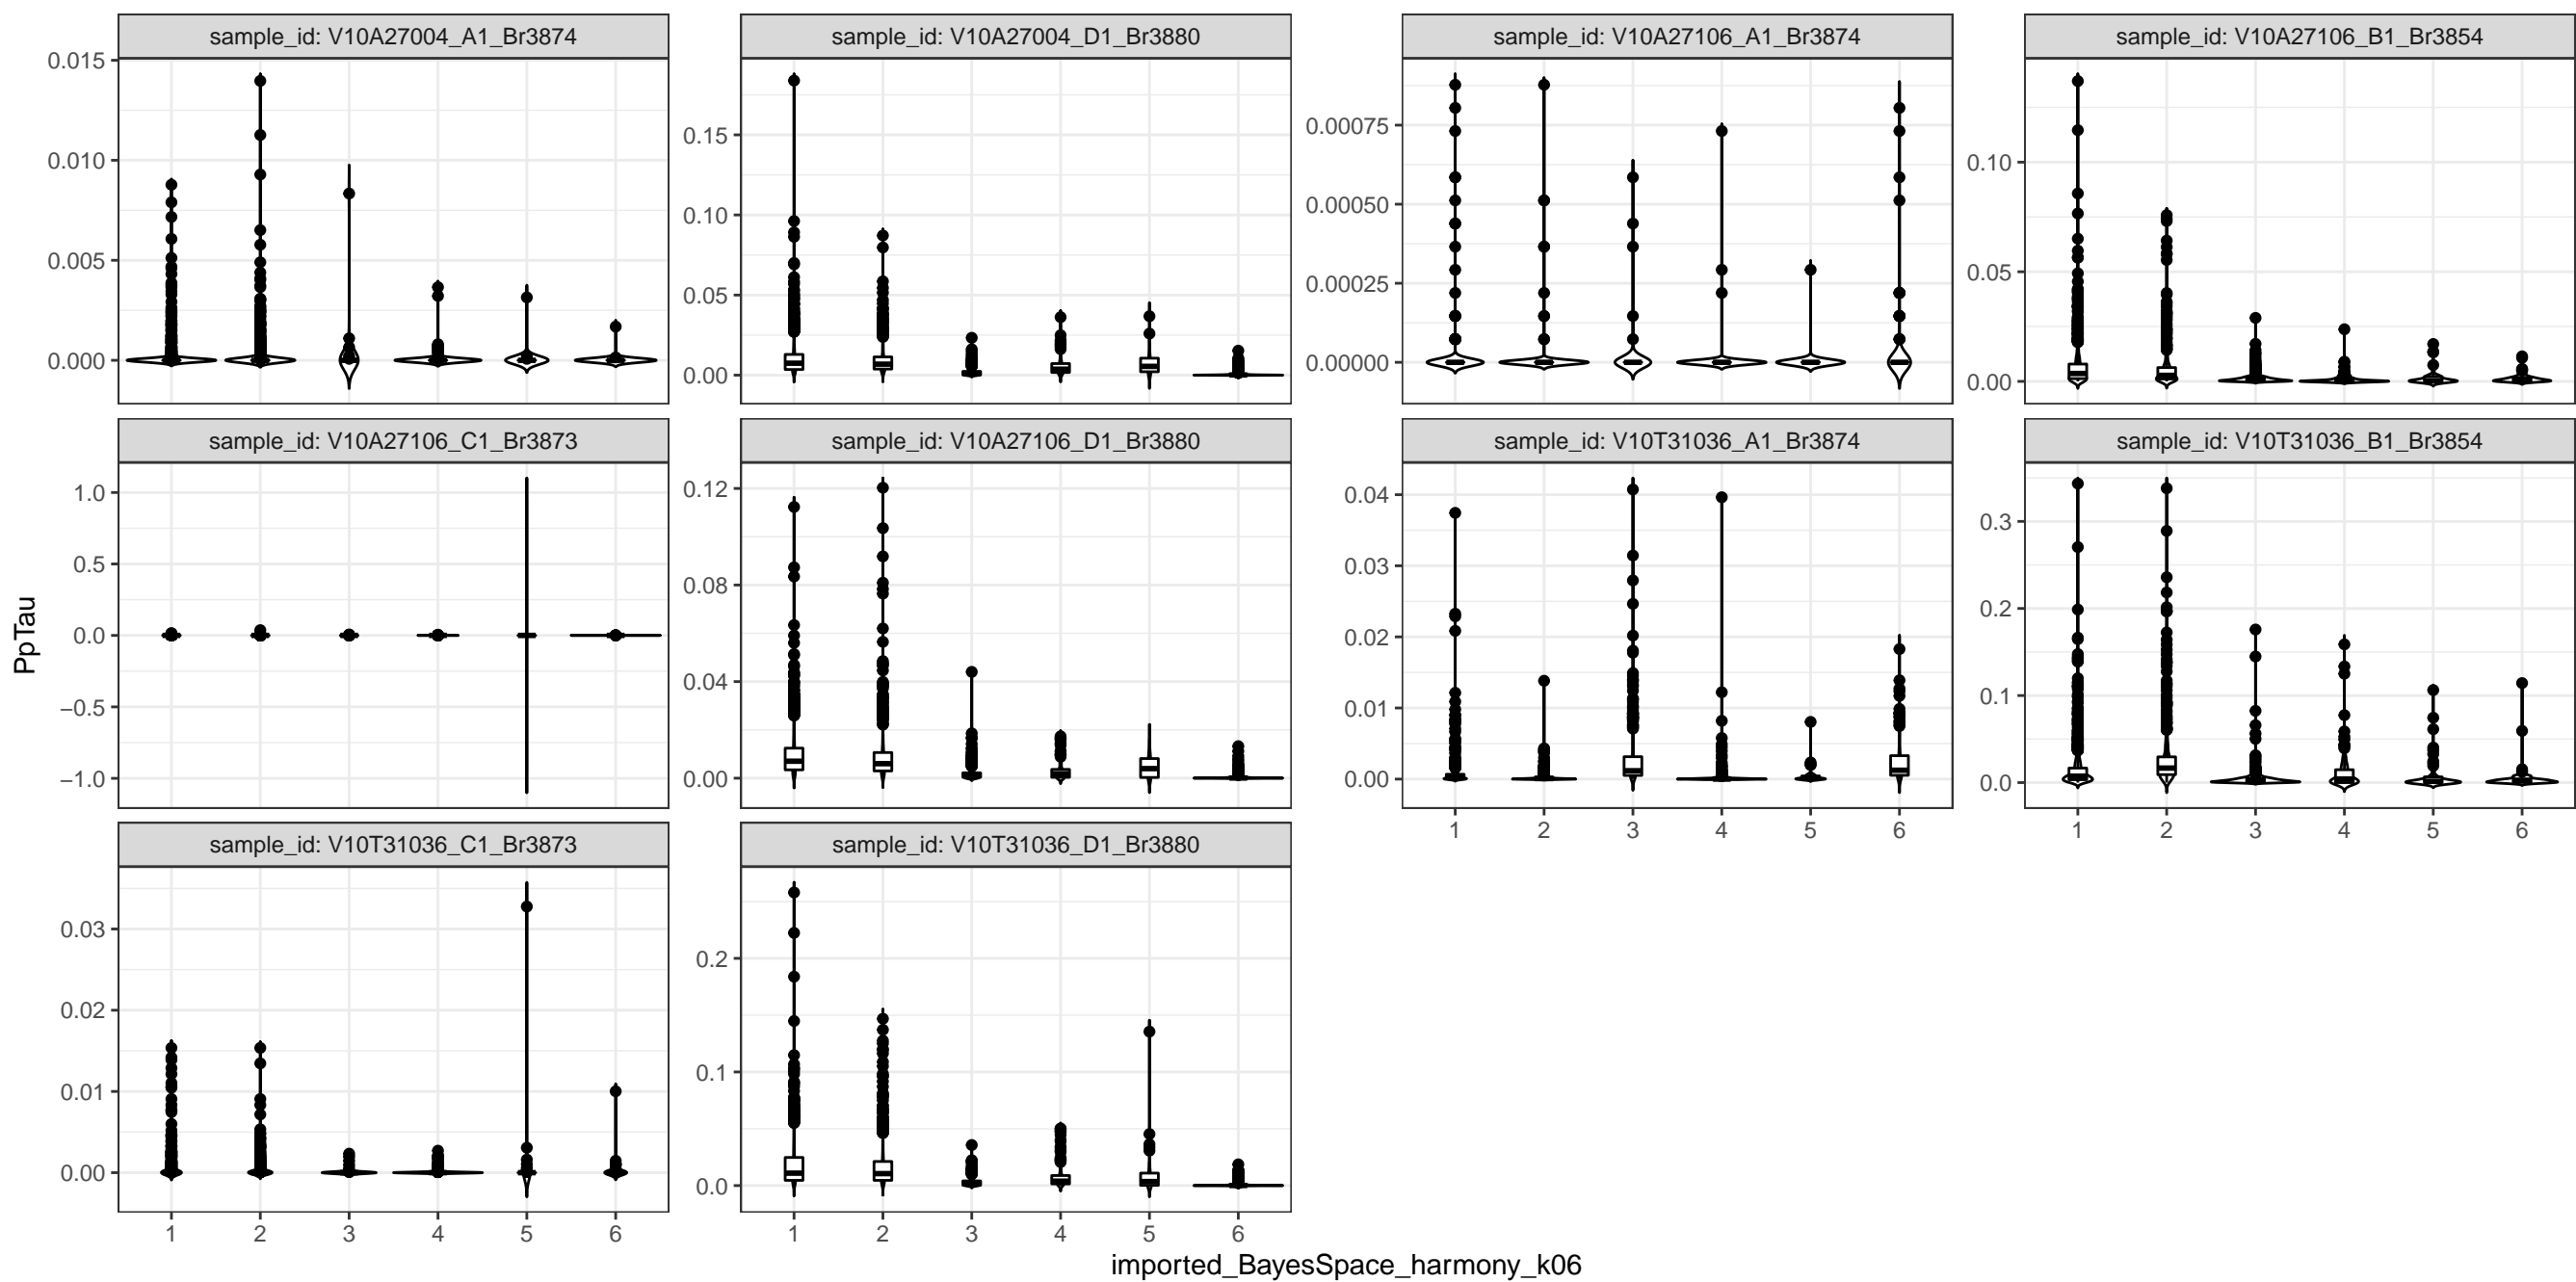 sample_id: V10A27004_A1_Br3874
sample_id: V10A27004_D1_Br3880
sample_id: V10A27106_A1_Br3874
sample_id: V10A27106_B1_Br3854
0.015
0.010
0.005
0.000
0.15
0.10
0.05
0.00
0.00075
0.00050
0.00025
0.00000
0.10
0.05
0.00
sample_id: V10A27106_C1_Br3873
sample_id: V10A27106_D1_Br3880
sample_id: V10T31036_A1_Br3874
sample_id: V10T31036_B1_Br3854
1.0
0.5
0.0
−0.5
−1.0
0.12
0.08
0.04
0.00
0.04
0.03
0.02
0.01
0.00
0.3
0.2
0.1
0.0
1 2 3 4 5 6
1 2 3 4 5 6
PpTau
sample_id: V10T31036_C1_Br3873
sample_id: V10T31036_D1_Br3880
0.03
0.02
0.01
0.00
0.2
0.1
0.0
1 2 3 4 5 6
1 2 3 4 5 6
imported_BayesSpace_harmony_k06